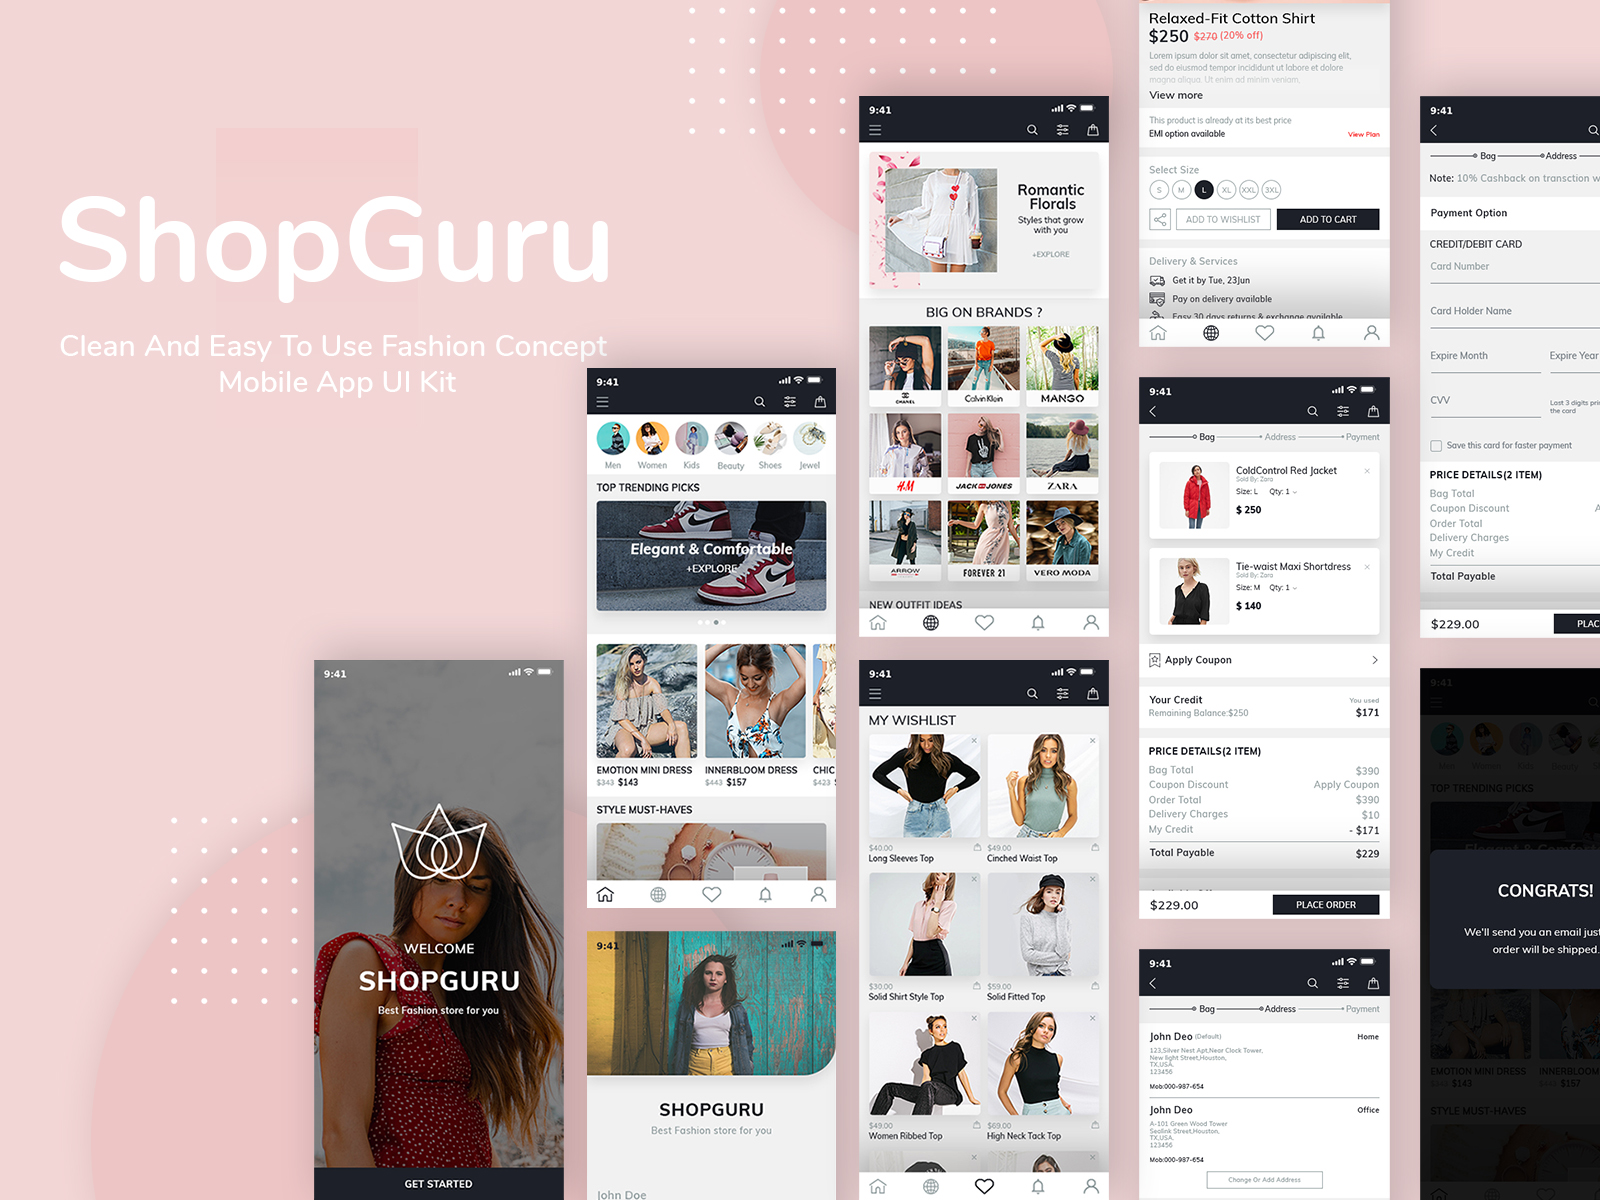 ShopGuru
Clean And Easy To Use Fashion Concept
Mobile App UI Kit
9:41
WELCOME
SHOPGURU
Best Fashion store for you
GET STARTED
9:41
Men Women Kids Beauty Shoes Jewel
TOP TRENDING PICKS
Elegant & Comfortable
+EXPLORE
EMOTION MINI DRESS
$343 $143
INNERBLOOM DRESS
$443 $157
CHIC
$423
STYLE MUST-HAVES
9:41
SHOPGURU
Best Fashion store for you
John Doe
9:41
Romantic
Florals
Styles that grow
with you
+EXPLORE
BIG ON BRANDS ?
CHANEL
Calvin Klein
MANGO
H&M
JACK & JONES
ZARA
ARROW
FOREVER 21
VERO MODA
NEW OUTFIT IDEAS
9:41
MY WISHLIST
$40.00
Long Sleeves Top
$49.00
Cinched Waist Top
$30.00
Solid Shirt Style Top
$59.00
Solid Fitted Top
$49.00
Women Ribbed Top
$69.00
High Neck Tack Top
Relaxed-Fit Cotton Shirt
$250 $270 (20% off)
Lorem ipsum dolor sit amet, consectetur adipiscing elit,
sed do eiusmod tempor incididunt ut labore et dolore
magna aliqua. Ut enim ad minim veniam.
View more
This product is already at its best price
EMI option available
View Plan
Select Size
S M L XL XXL 3XL
ADD TO WISHLIST
ADD TO CART
Delivery & Services
Get it by Tue, 23Jun
Pay on delivery available
Easy 30 days returns & exchange available
9:41
Bag Address Payment
ColdControl Red Jacket
Sold By: Zara
Size: L Qty: 1
$ 250
Tie-waist Maxi Shortdress
Sold By: Zara
Size: M Qty: 1
$ 140
Apply Coupon
Your Credit
You used
Remaining Balance:$250
$171
PRICE DETAILS(2 ITEM)
Bag Total $390
Coupon Discount Apply Coupon
Order Total $390
Delivery Charges $10
My Credit - $171
Total Payable $229
$229.00
PLACE ORDER
9:41
Bag Address Payment
John Deo (Default)
Home
123,Silver Nest Apt,Near Clock Tower,
New light Street,Houston,
TX,USA.
123456
Mob:000-987-654
John Deo
Office
A-101 Green Wood Tower
Seolink Street,Houston,
TX,USA.
123456
Mob:000-987-654
Change Or Add Address
9:41
Bag Address
Note: 10% Cashback on transction w
Payment Option
CREDIT/DEBIT CARD
Card Number
Card Holder Name
Expire Month
Expire Year
CVV
Last 3 digits pri
the card
Save this card for faster payment
PRICE DETAILS(2 ITEM)
Bag Total
Coupon Discount A
Order Total
Delivery Charges
My Credit
Total Payable
$229.00
PLAC
9:41
Men Women Kids Beauty
TOP TRENDING PICKS
Elegant & Comfort
CONGRATS!
We'll send you an email just
order will be shipped.
EMOTION MINI DRESS
$343 $143
INNERBLOOM
$443 $157
STYLE MUST-HAVES